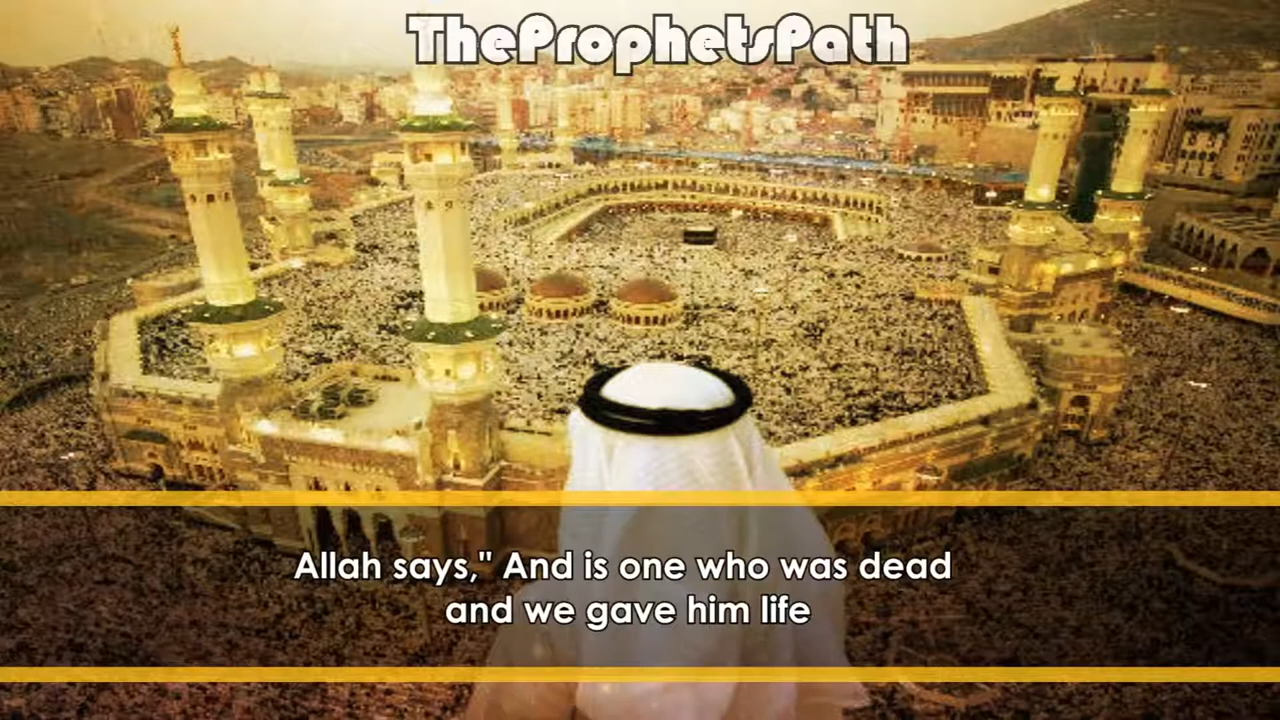 TheProphetsPath
Allah says," And is one who was dead
and we gave him life